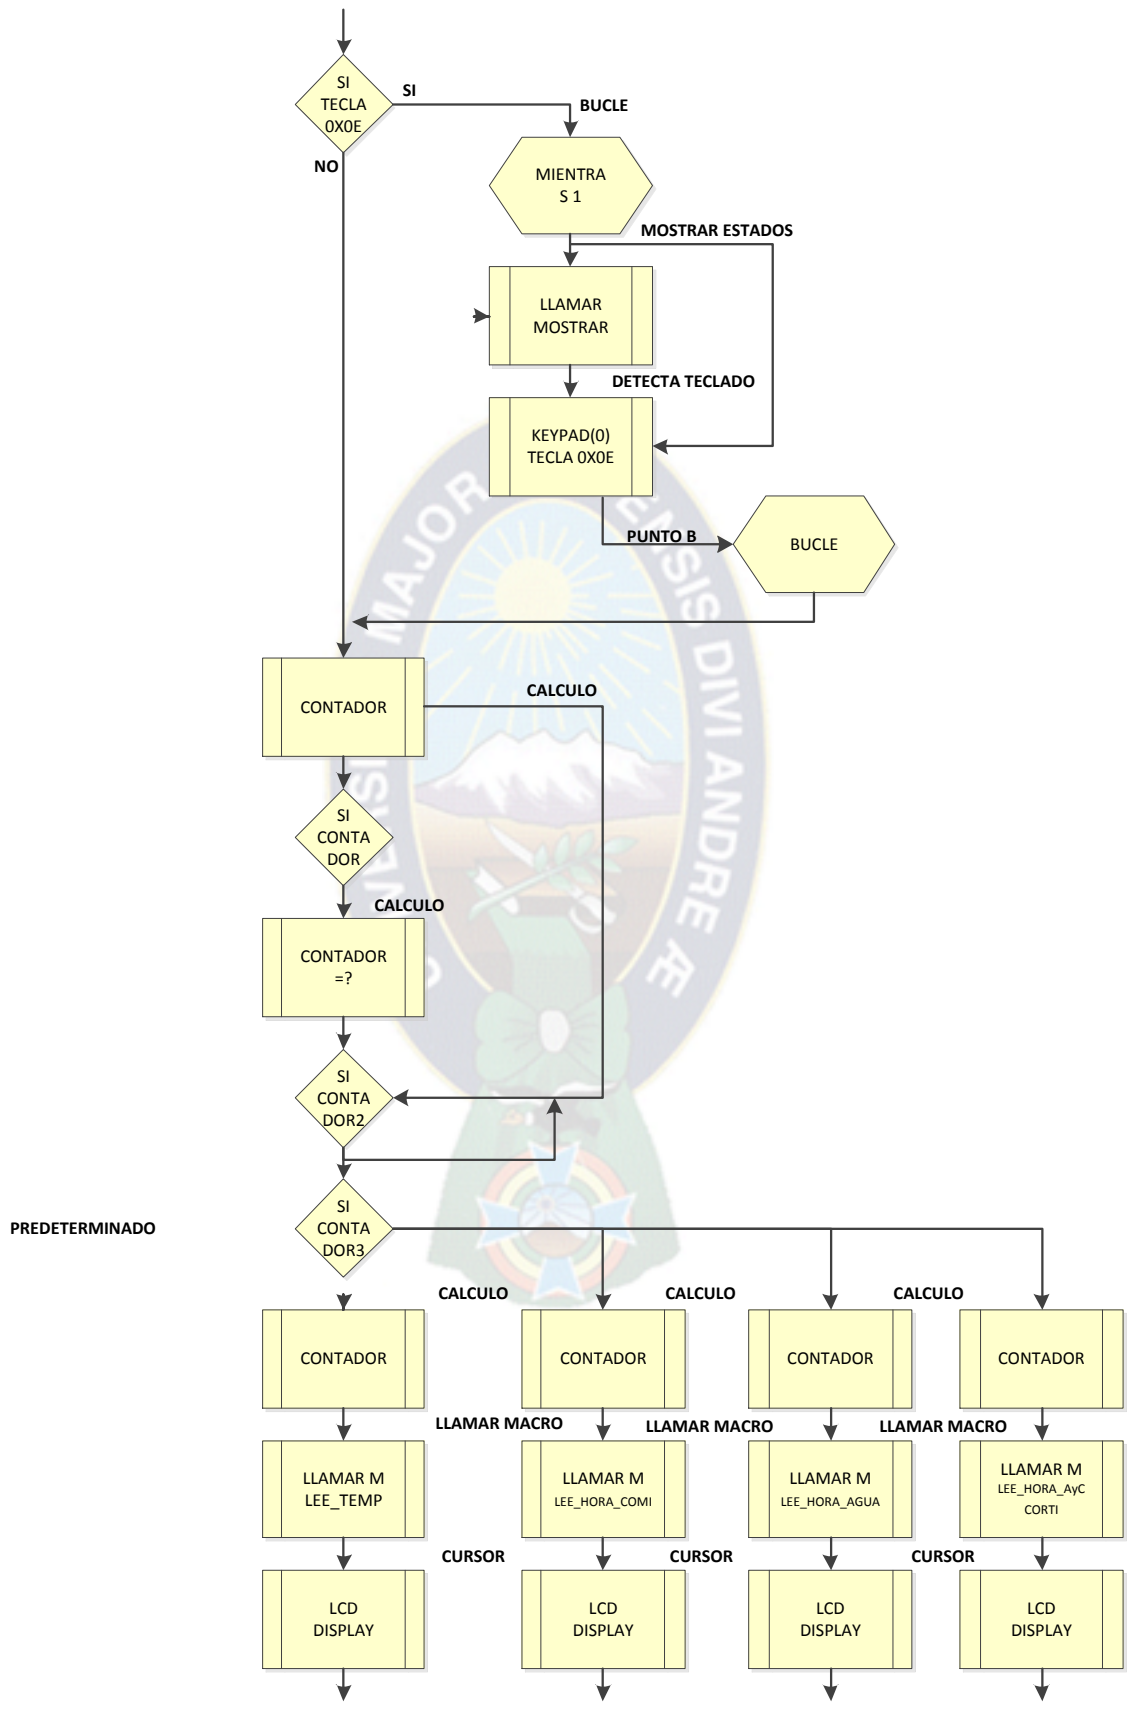 SI
TECLA
0X0E
SI
BUCLE
NO
MIENTRA
S 1
MOSTRAR ESTADOS
LLAMAR
MOSTRAR
DETECTA TECLADO
KEYPAD(0)
TECLA 0X0E
PUNTO B
BUCLE
CONTADOR
CALCULO
SI
CONTA
DOR
CALCULO
CONTADOR
=?
SI
CONTA
DOR2
SI
CONTA
DOR3
PREDETERMINADO
CALCULO
CALCULO
CALCULO
CONTADOR
CONTADOR
CONTADOR
CONTADOR
LLAMAR MACRO
LLAMAR MACRO
LLAMAR MACRO
LLAMAR M
LEE_TEMP
LLAMAR M
LEE_HORA_COMI
LLAMAR M
LEE_HORA_AGUA
LLAMAR M
LEE_HORA_AyC
CORTI
CURSOR
CURSOR
CURSOR
LCD
DISPLAY
LCD
DISPLAY
LCD
DISPLAY
LCD
DISPLAY
MAJOR
DIVI ANDRE Æ